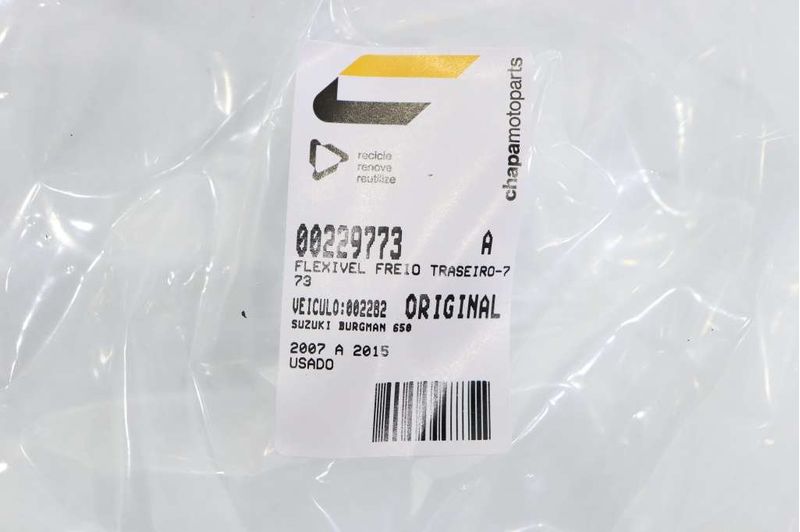 chapamotoparts
recicle
renove
reutilize
00229773 A
FLEXIVEL FREIO TRASEIRO-7
73
VEICULO:002282 ORIGINAL
SUZUKI BURGMAN 650
2007 A 2015
USADO